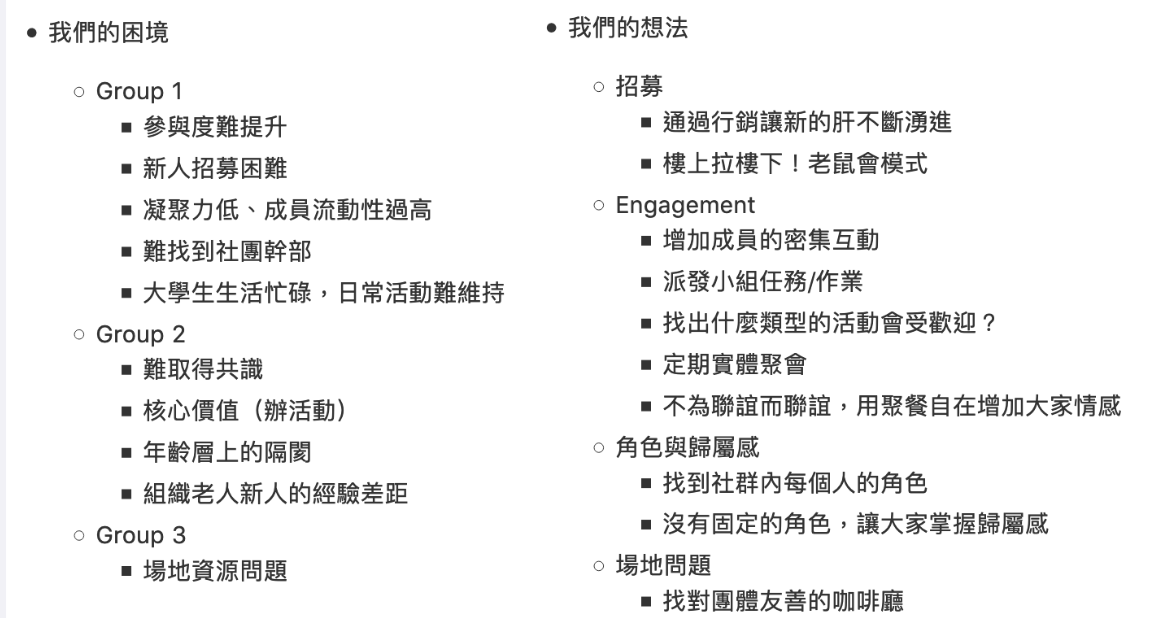 我們的困境
Group 1
參與度難提升
新人招募困難
凝聚力低、成員流動性過高
難找到社團幹部
大學生生活忙碌，日常活動難維持
Group 2
難取得共識
核心價值（辦活動）
年齡層上的隔閡
組織老人新人的經驗差距
Group 3
場地資源問題
我們的想法
招募
通過行銷讓新的肝不斷湧進
樓上拉樓下！老鼠會模式
Engagement
增加成員的密集互動
派發小組任務/作業
找出什麼類型的活動會受歡迎？
定期實體聚會
不為聯誼而聯誼，用聚餐自在增加大家情感
角色與歸屬感
找到社群內每個人的角色
沒有固定的角色，讓大家掌握歸屬感
場地問題
找對團體友善的咖啡廳